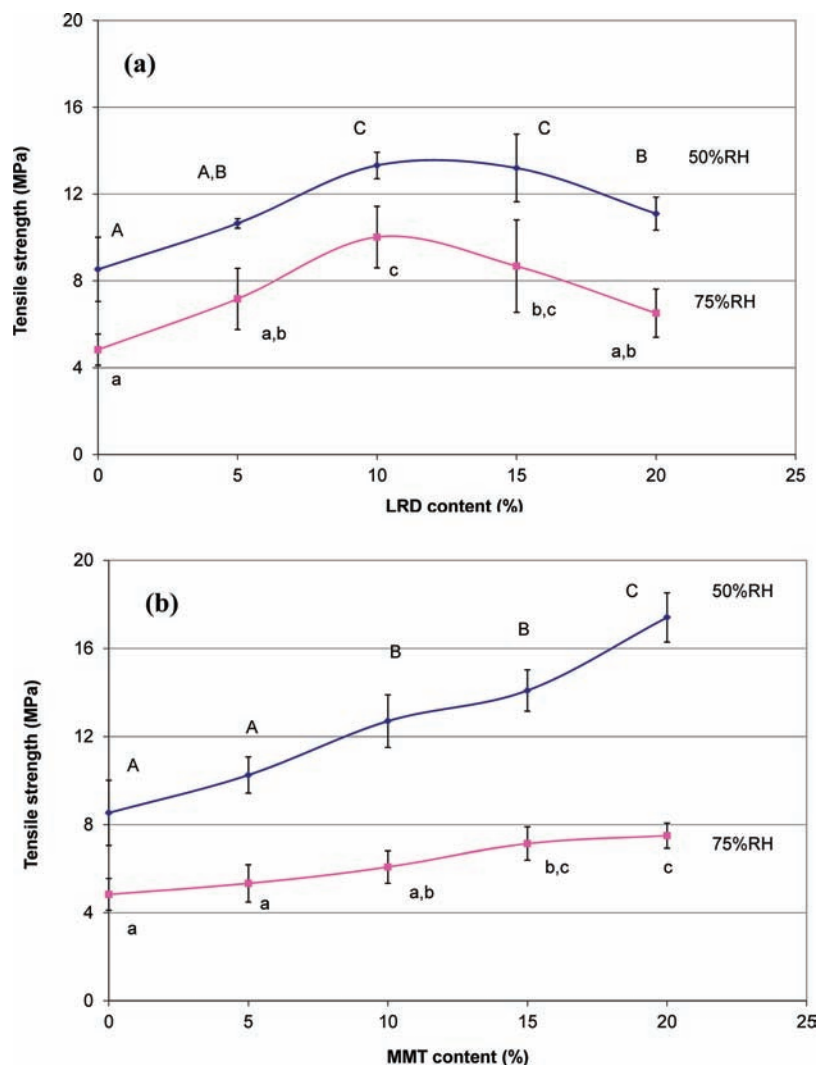 20
(a)
16
C
C
A,B
B
50%RH
12
A
Tensile strength (MPa)
8
c
b,c
75%RH
a,b
a,b
4
a
0
0 5 10 15 20 25
LRD content (%)
20
(b)
C
50%RH
16
B
B
12
A
A
Tensile strength (MPa)
8
75%RH
b,c
c
a,b
4
a
a
0
0 5 10 15 20 25
MMT content (%)